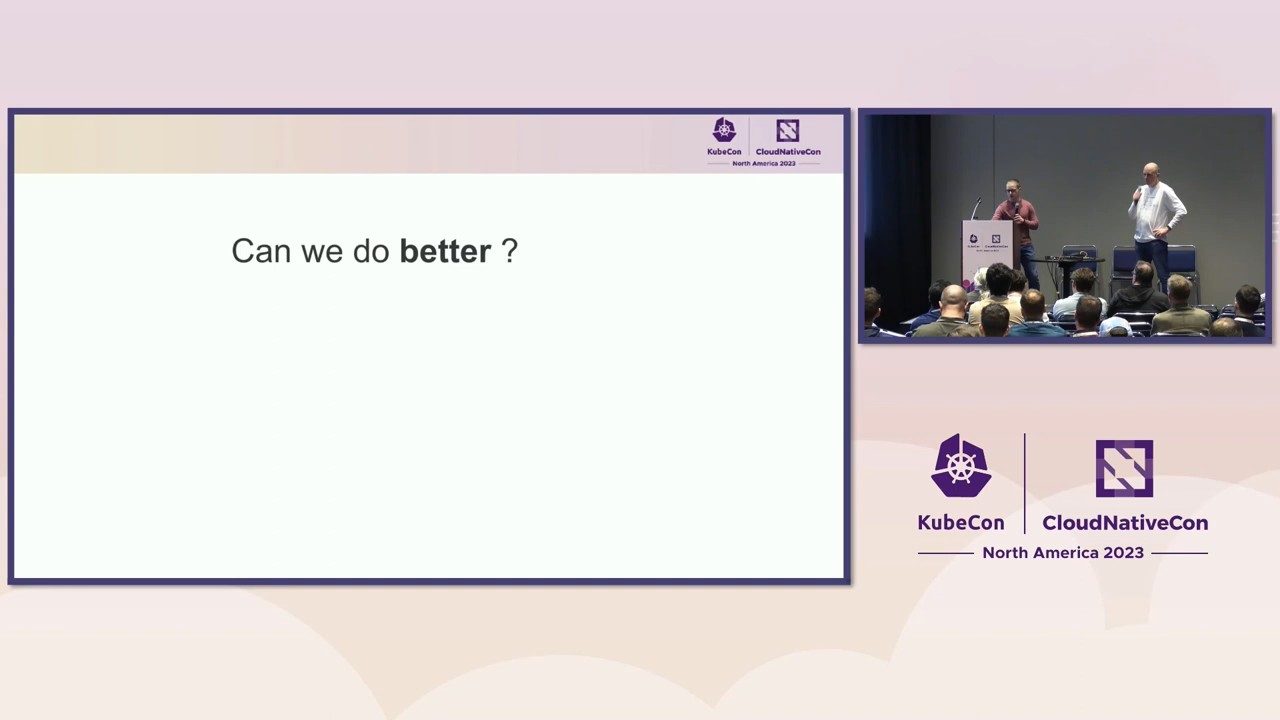 KubeCon
CloudNativeCon
North America 2023
Can we do better ?
KubeCon
CloudNativeCon
North America 2023